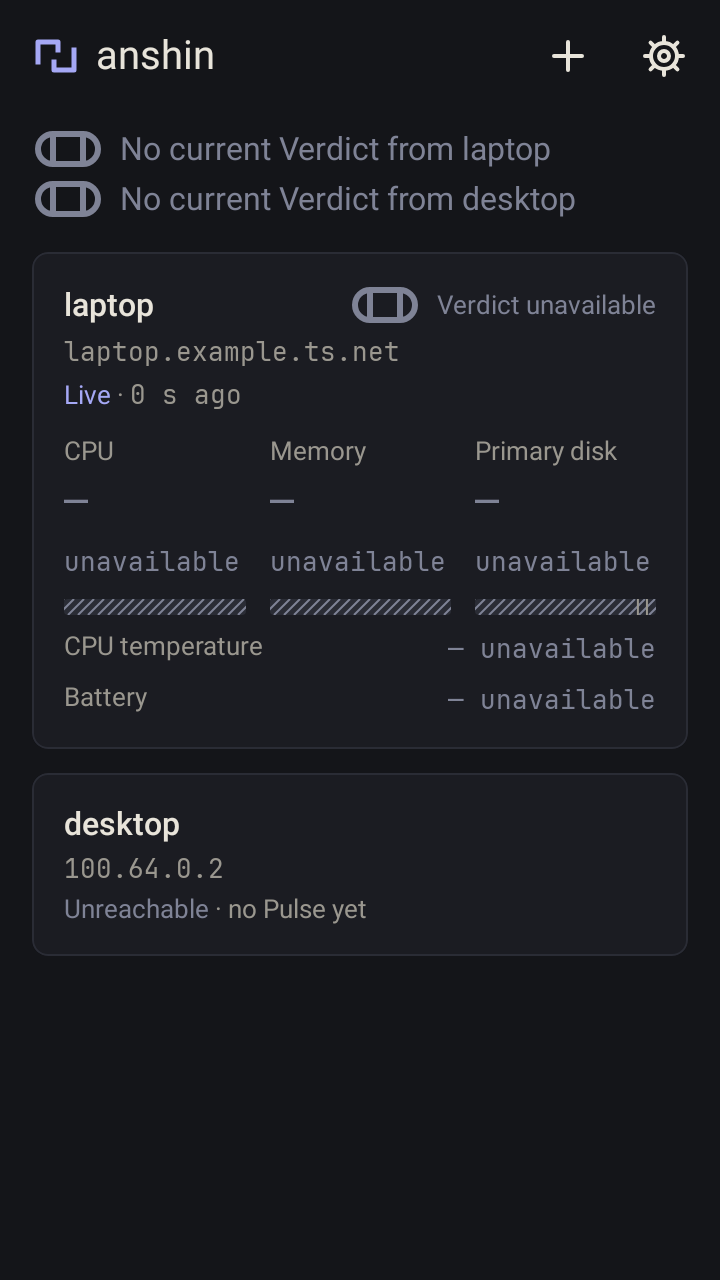 anshin
No current Verdict from laptop
No current Verdict from desktop
laptop
Verdict unavailable
laptop.example.ts.net
Live · 0 s ago
CPU Memory Primary disk
— — —
unavailable unavailable unavailable
CPU temperature — unavailable
Battery — unavailable
desktop
100.64.0.2
Unreachable · no Pulse yet